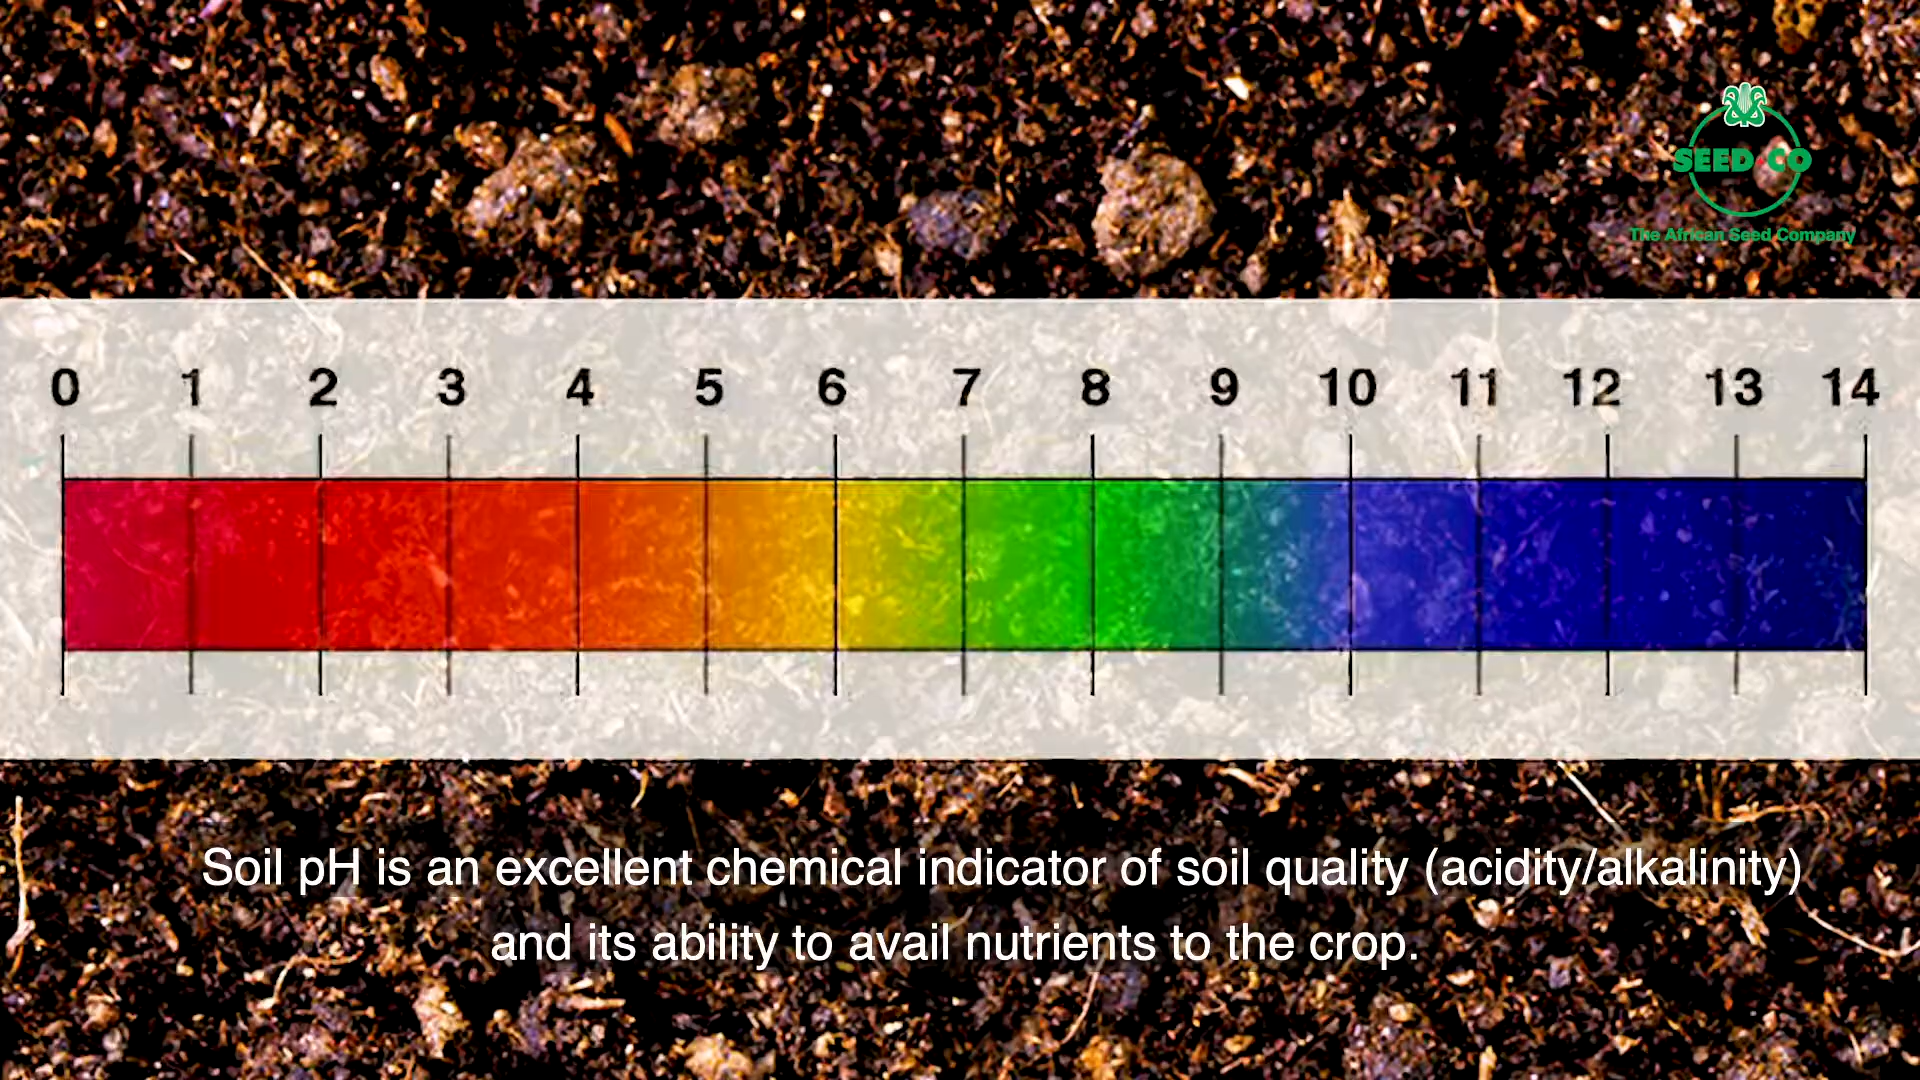 SEED CO
The African Seed Company
0 1 2 3 4 5 6 7 8 9 10 11 12 13 14
Soil pH is an excellent chemical indicator of soil quality (acidity/alkalinity)
and its ability to avail nutrients to the crop.